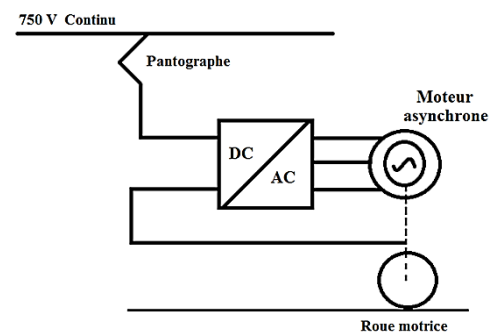 750 V Continu
Pantographe
Moteur
asynchrone
DC
AC
Roue motrice